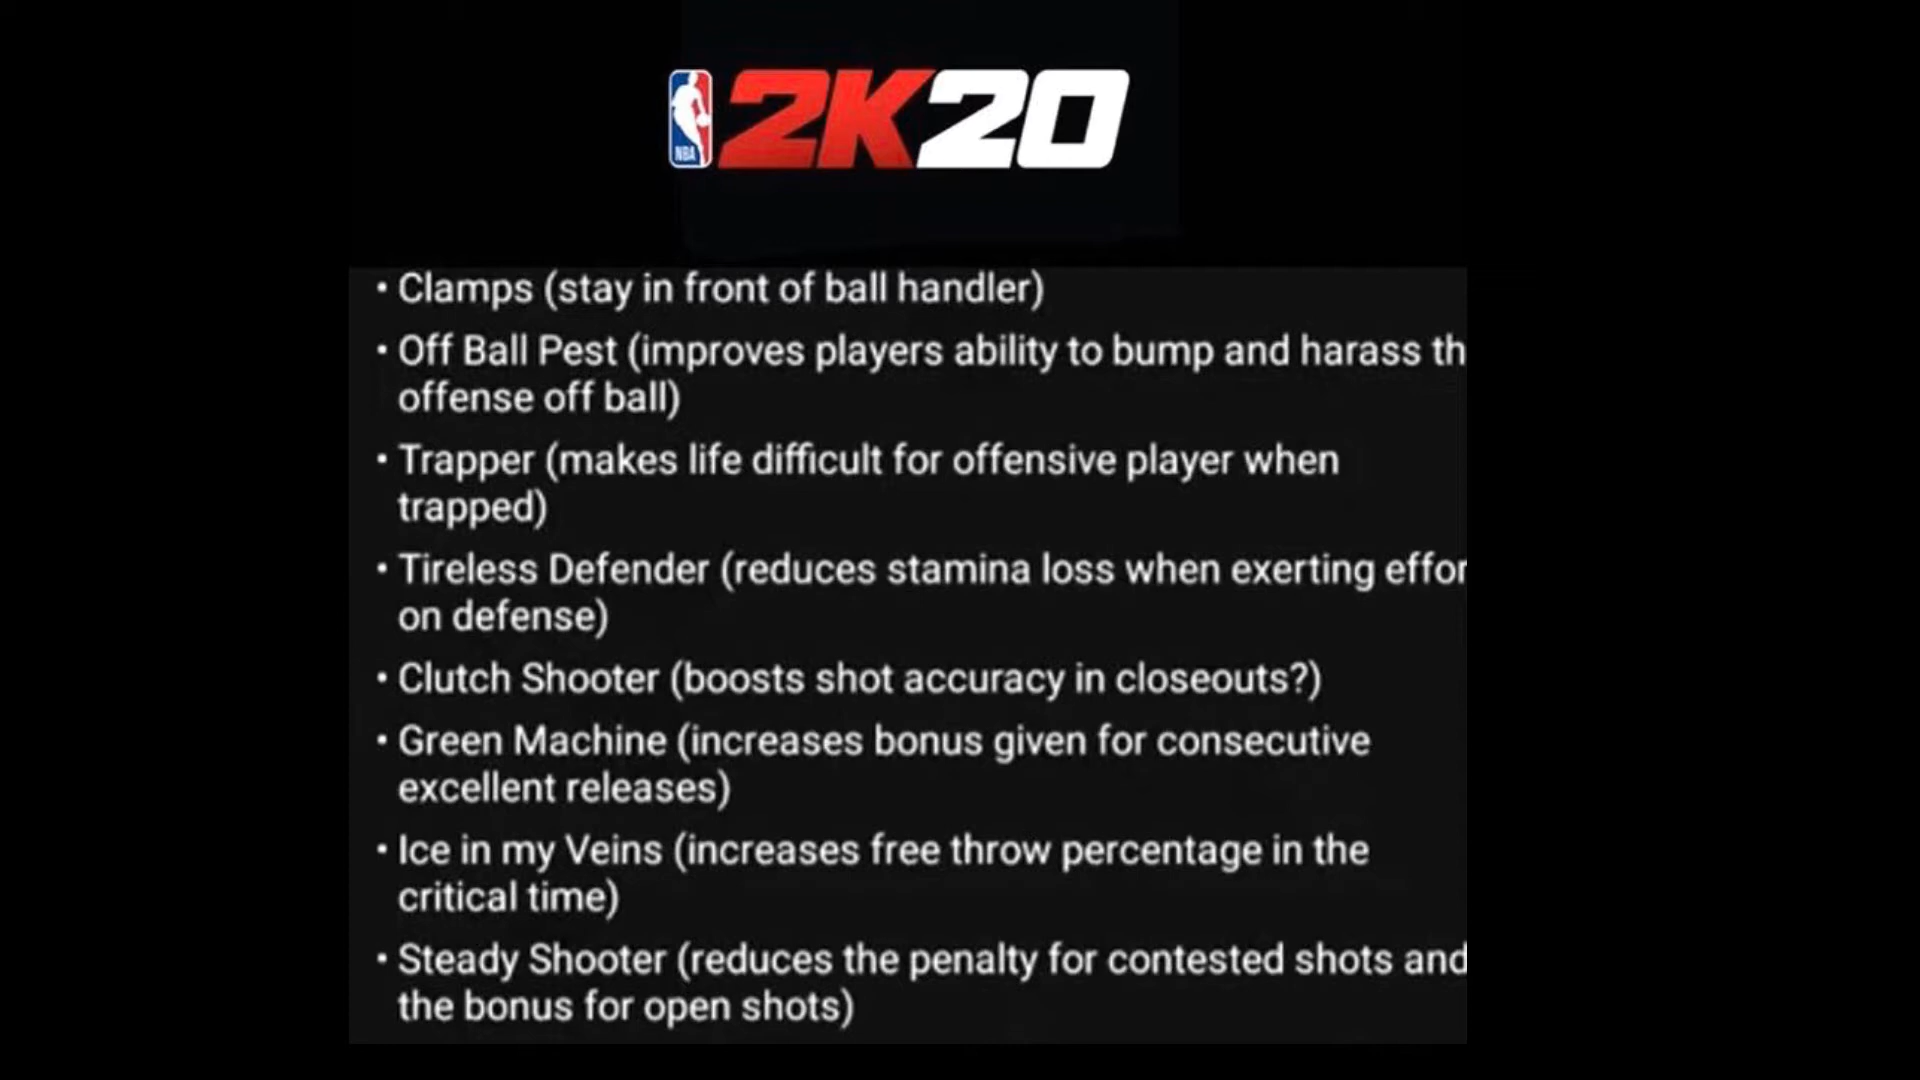 NBA 2K20
• Clamps (stay in front of ball handler)
• Off Ball Pest (improves players ability to bump and harass th
offense off ball)
• Trapper (makes life difficult for offensive player when
trapped)
• Tireless Defender (reduces stamina loss when exerting effor
on defense)
• Clutch Shooter (boosts shot accuracy in closeouts?)
• Green Machine (increases bonus given for consecutive
excellent releases)
• Ice in my Veins (increases free throw percentage in the
critical time)
• Steady Shooter (reduces the penalty for contested shots and
the bonus for open shots)